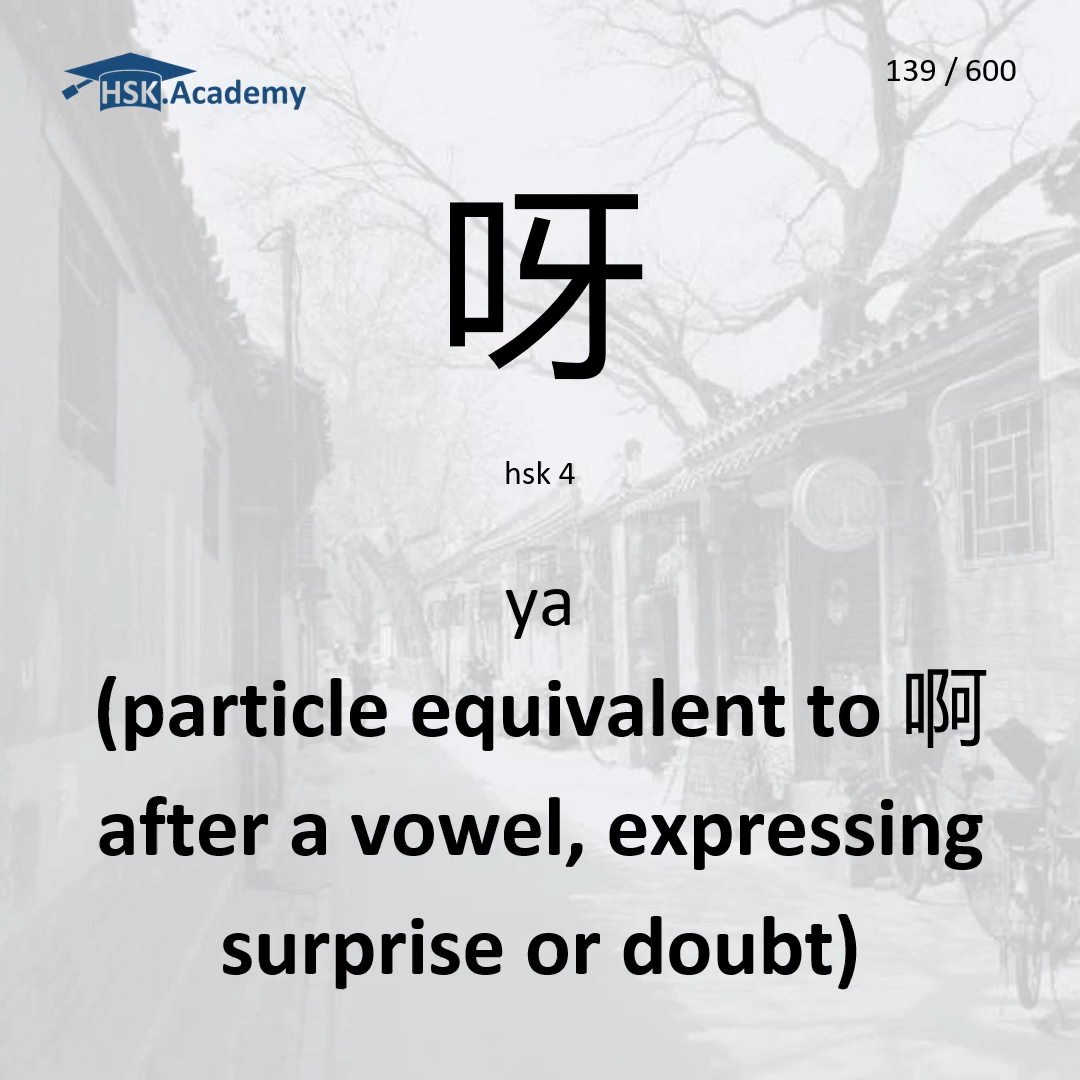 HSK.Academy
139 / 600
呀
hsk 4
ya
(particle equivalent to 啊
after a vowel, expressing
surprise or doubt)